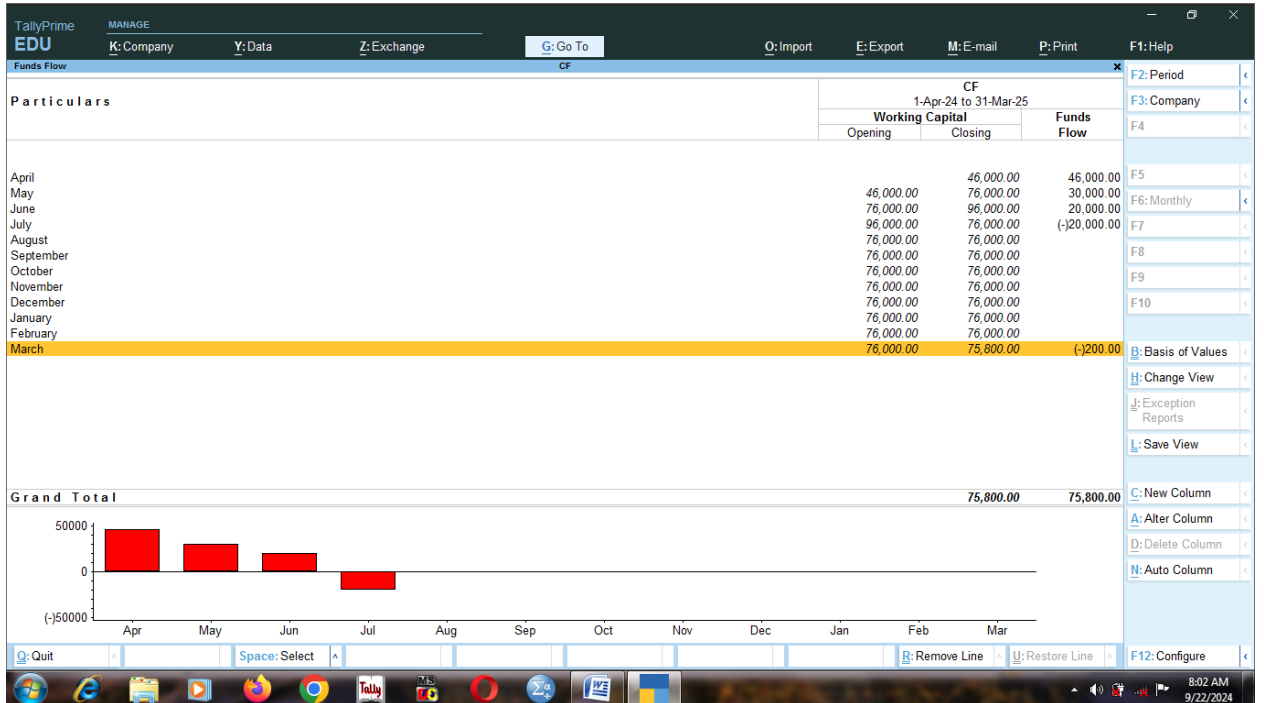 TallyPrime MANAGE
EDU K: Company Y: Data Z: Exchange G: Go To O: Import E: Export M: E-mail P: Print F1: Help
Funds Flow CF x
Particulars
CF
1-Apr-24 to 31-Mar-25
Working Capital Funds
Opening Closing Flow
April 46,000.00 46,000.00
May 46,000.00 76,000.00 30,000.00
June 76,000.00 96,000.00 20,000.00
July 96,000.00 76,000.00 (-)20,000.00
August 76,000.00 76,000.00
September 76,000.00 76,000.00
October 76,000.00 76,000.00
November 76,000.00 76,000.00
December 76,000.00 76,000.00
January 76,000.00 76,000.00
February 76,000.00 76,000.00
March 76,000.00 75,800.00 (-)200.00
Grand Total 75,800.00 75,800.00
50000
0
(-)50000
Apr May Jun Jul Aug Sep Oct Nov Dec Jan Feb Mar
F2: Period
F3: Company
F4
F5
F6: Monthly
F7
F8
F9
F10
B: Basis of Values
H: Change View
J: Exception
Reports
L: Save View
C: New Column
A: Alter Column
D: Delete Column
N: Auto Column
Q: Quit Space: Select R: Remove Line U: Restore Line F12: Configure
Tally MS
8:02 AM
9/22/2024